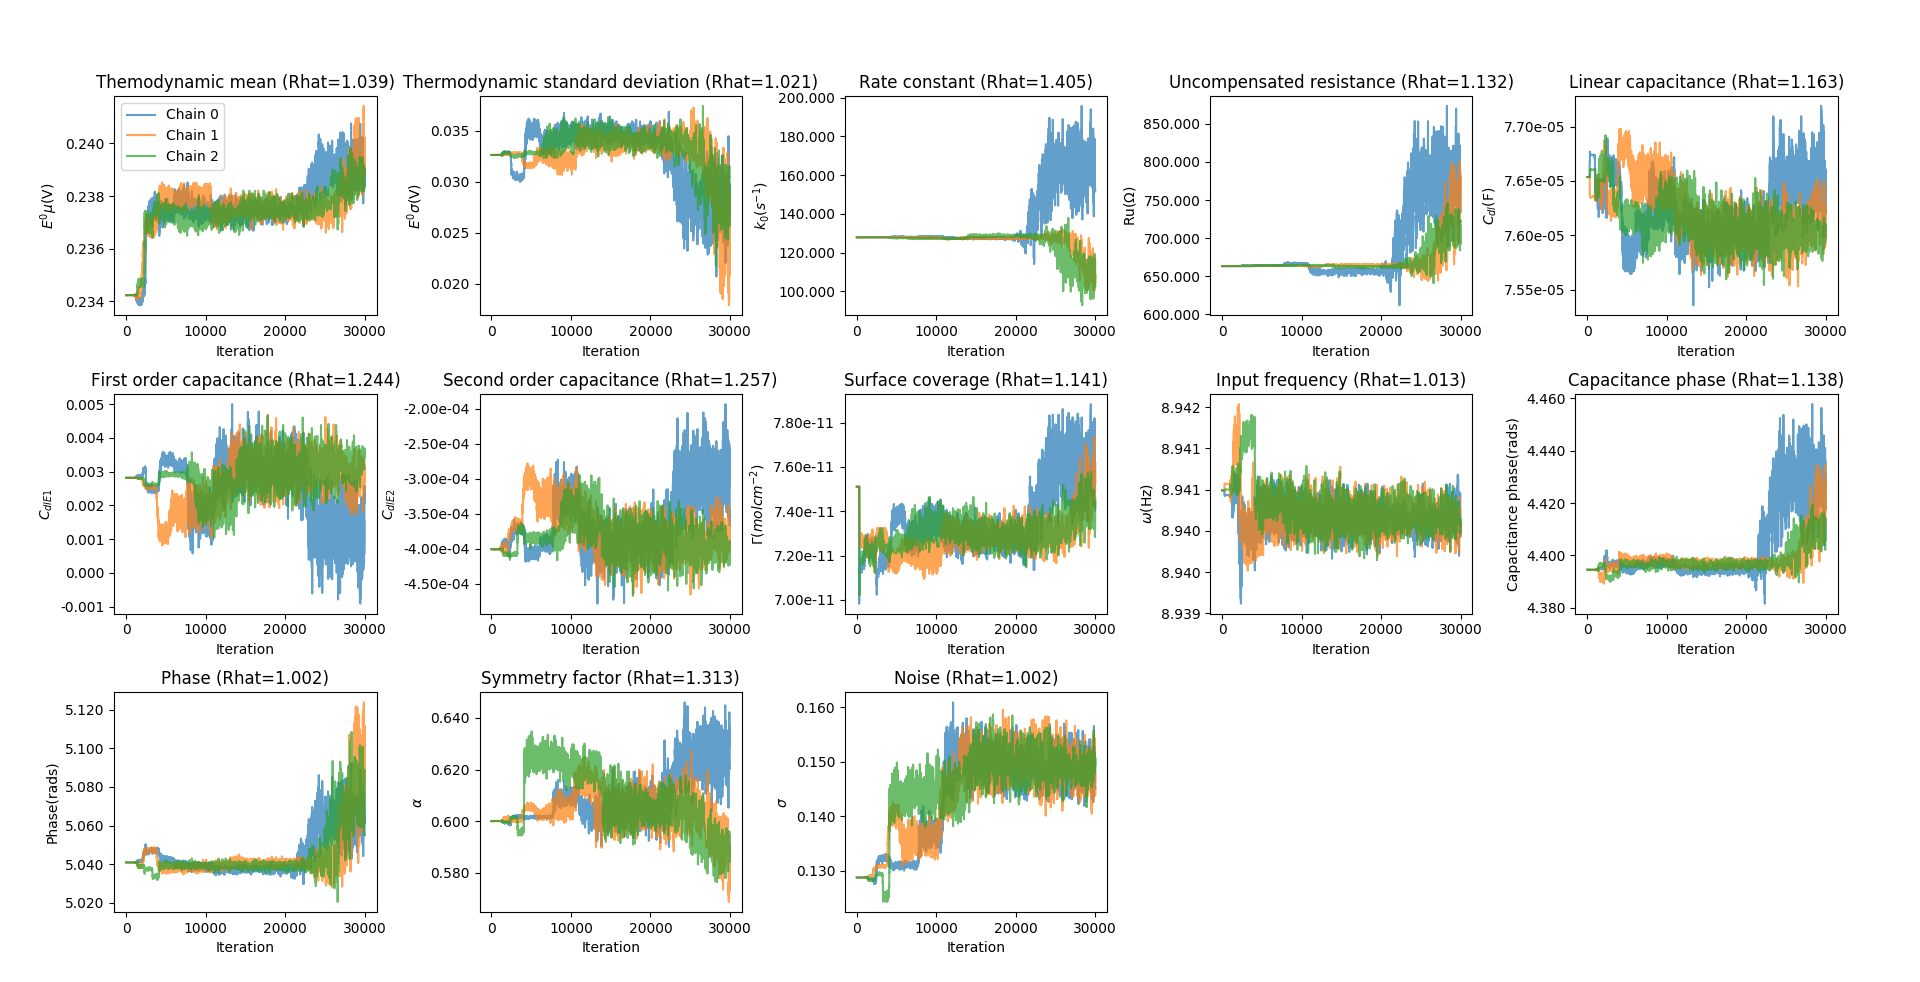 Themodynamic mean (Rhat=1.039)
Chain 0
Chain 1
Chain 2
0.240
0.238
0.236
0.234
E⁰μ(V)
0
10000
20000
30000
Iteration
Thermodynamic standard deviation (Rhat=1.021)
0.035
0.030
0.025
0.020
E⁰σ(V)
0
10000
20000
30000
Iteration
Rate constant (Rhat=1.405)
200.000
180.000
160.000
140.000
120.000
100.000
k₀(s⁻¹)
0
10000
20000
30000
Iteration
Uncompensated resistance (Rhat=1.132)
850.000
800.000
750.000
700.000
650.000
600.000
Ru(Ω)
0
10000
20000
30000
Iteration
Linear capacitance (Rhat=1.163)
7.70e-05
7.65e-05
7.60e-05
7.55e-05
C_dl(F)
0
10000
20000
30000
Iteration
First order capacitance (Rhat=1.244)
0.005
0.004
0.003
0.002
0.001
0.000
-0.001
C_dlE1
0
10000
20000
30000
Iteration
Second order capacitance (Rhat=1.257)
-2.00e-04
-2.50e-04
-3.00e-04
-3.50e-04
-4.00e-04
-4.50e-04
C_dlE2
0
10000
20000
30000
Iteration
Surface coverage (Rhat=1.141)
7.80e-11
7.60e-11
7.40e-11
7.20e-11
7.00e-11
Γ(molcm⁻²)
0
10000
20000
30000
Iteration
Input frequency (Rhat=1.013)
8.942
8.941
8.941
8.940
8.940
8.939
ω(Hz)
0
10000
20000
30000
Iteration
Capacitance phase (Rhat=1.138)
4.460
4.440
4.420
4.400
4.380
Capacitance phase(rads)
0
10000
20000
30000
Iteration
Phase (Rhat=1.002)
5.120
5.100
5.080
5.060
5.040
5.020
Phase(rads)
0
10000
20000
30000
Iteration
Symmetry factor (Rhat=1.313)
0.640
0.620
0.600
0.580
α
0
10000
20000
30000
Iteration
Noise (Rhat=1.002)
0.160
0.150
0.140
0.130
σ
0
10000
20000
30000
Iteration